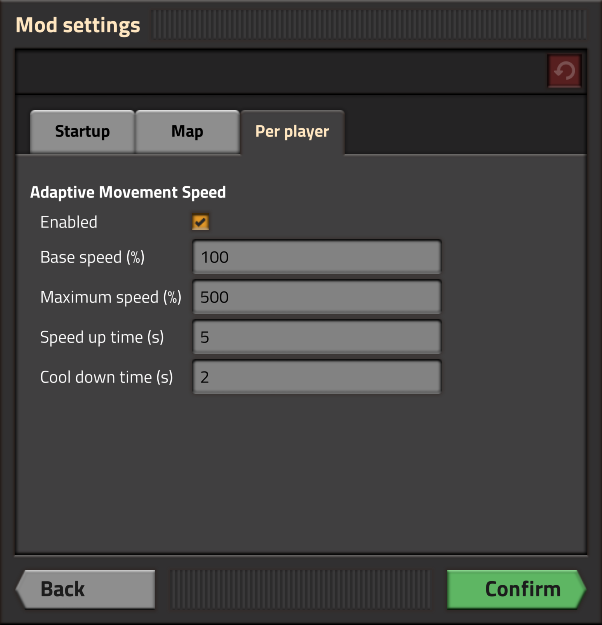 Mod settings
Startup Map Per player
Adaptive Movement Speed
Enabled
Base speed (%) 100
Maximum speed (%) 500
Speed up time (s) 5
Cool down time (s) 2
Back Confirm